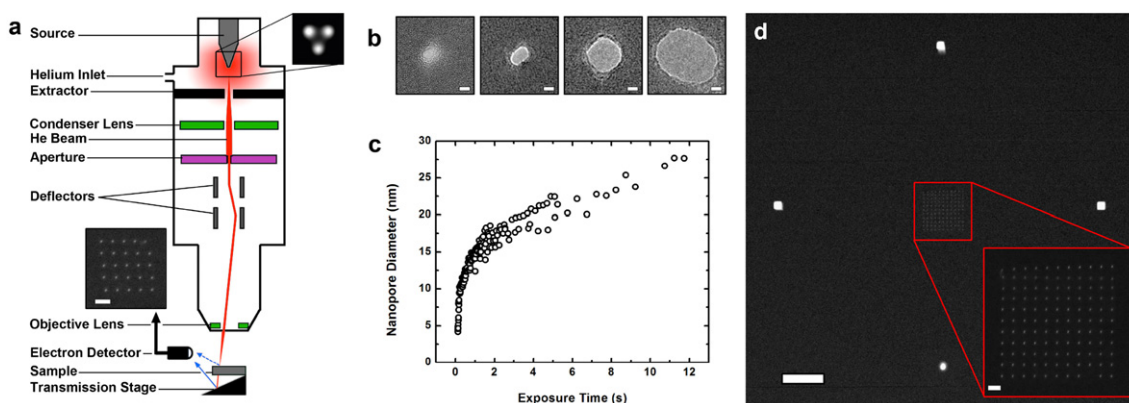 a
Source
Helium Inlet
Extractor
Condenser Lens
He Beam
Aperture
Deflectors
Objective Lens
Electron Detector
Sample
Transmission Stage
b
c
Nanopore Diameter (nm)
30
25
20
15
10
5
0
0 2 4 6 8 10 12
Exposure Time (s)
d